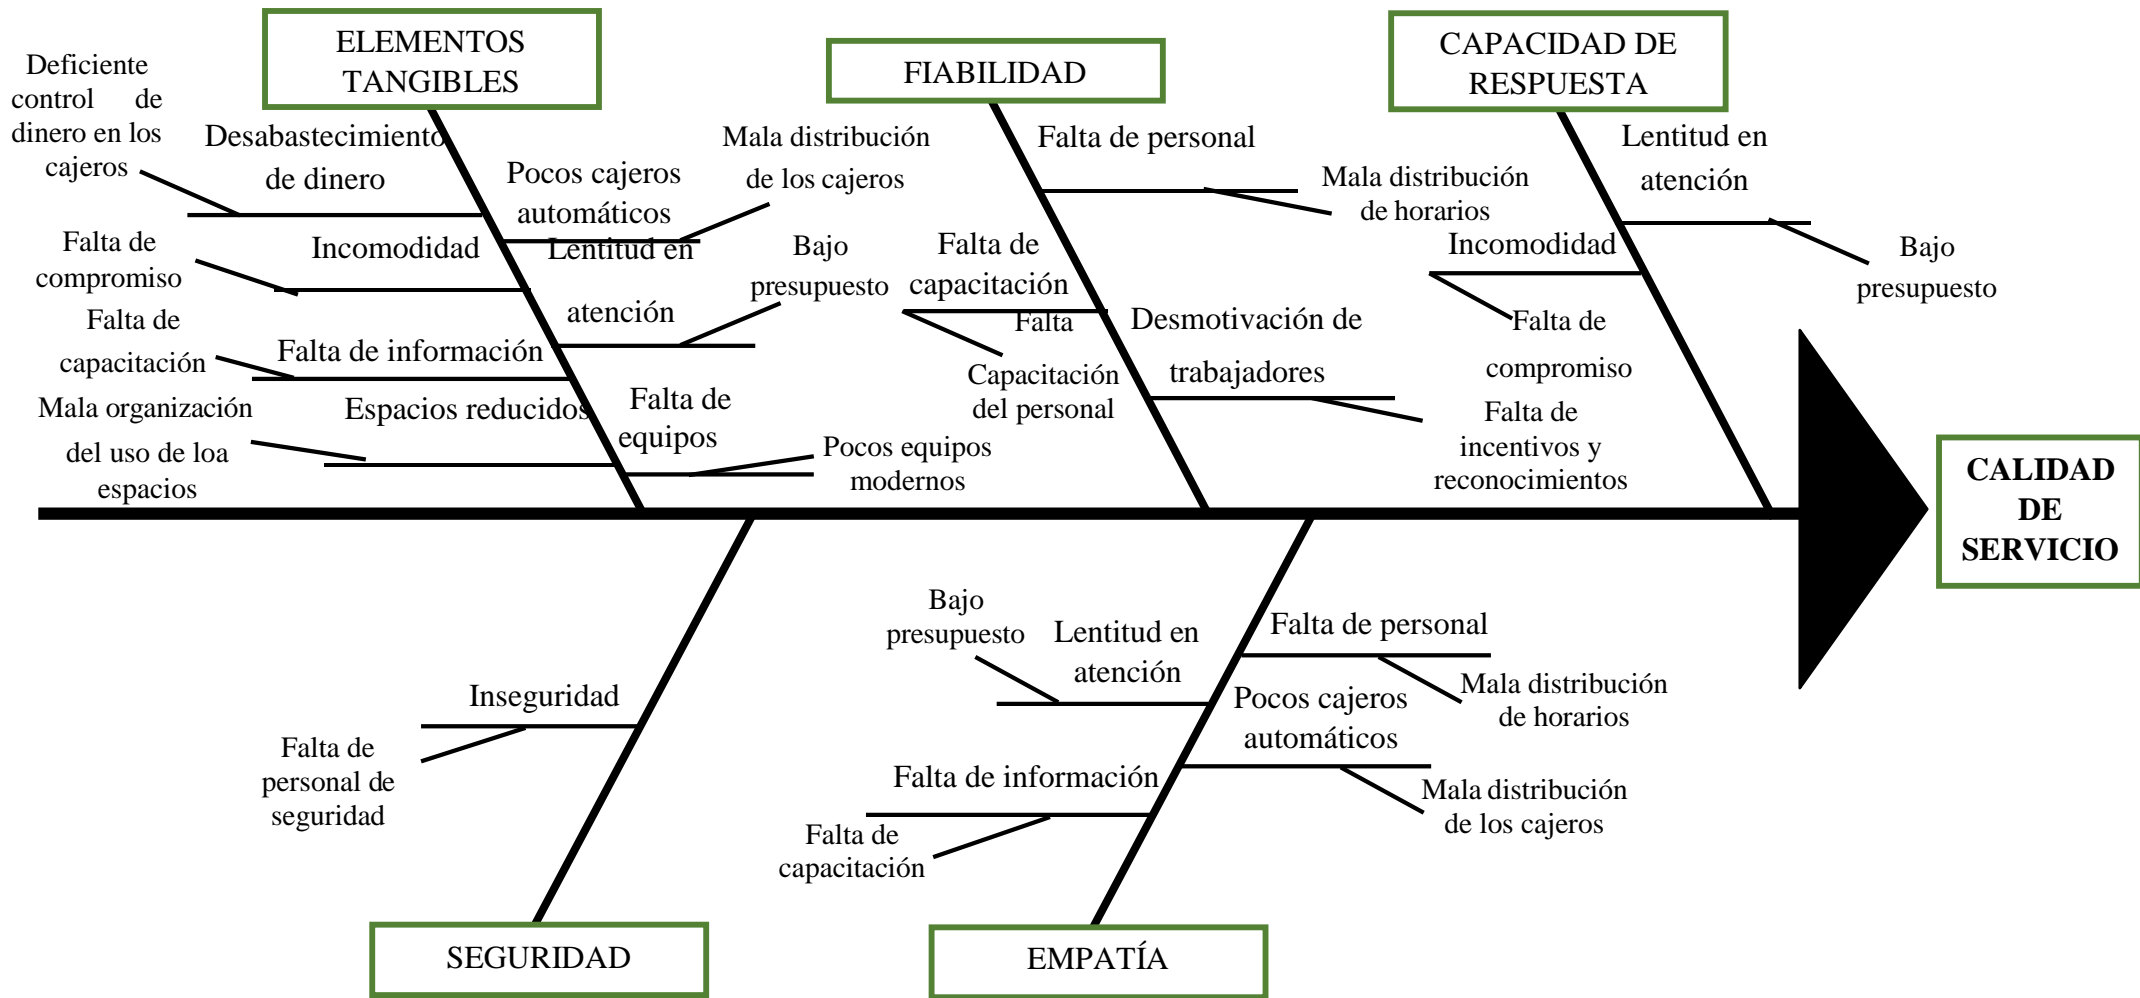 ELEMENTOS
TANGIBLES
FIABILIDAD
CAPACIDAD DE
RESPUESTA
Deficiente
control de
dinero en los
cajeros
Desabastecimiento
de dinero
Pocos cajeros
automáticos
Mala distribución
de los cajeros
Falta de
compromiso
Incomodidad
Lentitud en
atención
Bajo
presupuesto
Falta de
capacitación
Falta de información
Mala organización
del uso de loa
espacios
Espacios reducidos
Falta de
equipos
Pocos equipos
modernos
Falta de personal
Mala distribución
de horarios
Falta de
capacitación
Falta
Capacitación
del personal
Desmotivación de
trabajadores
Falta de
incentivos y
reconocimientos
Lentitud en
atención
Bajo
presupuesto
Incomodidad
Falta de
compromiso
CALIDAD
DE
SERVICIO
Inseguridad
Falta de
personal de
seguridad
Bajo
presupuesto
Lentitud en
atención
Falta de personal
Mala distribución
de horarios
Pocos cajeros
automáticos
Mala distribución
de los cajeros
Falta de información
Falta de
capacitación
SEGURIDAD
EMPATÍA